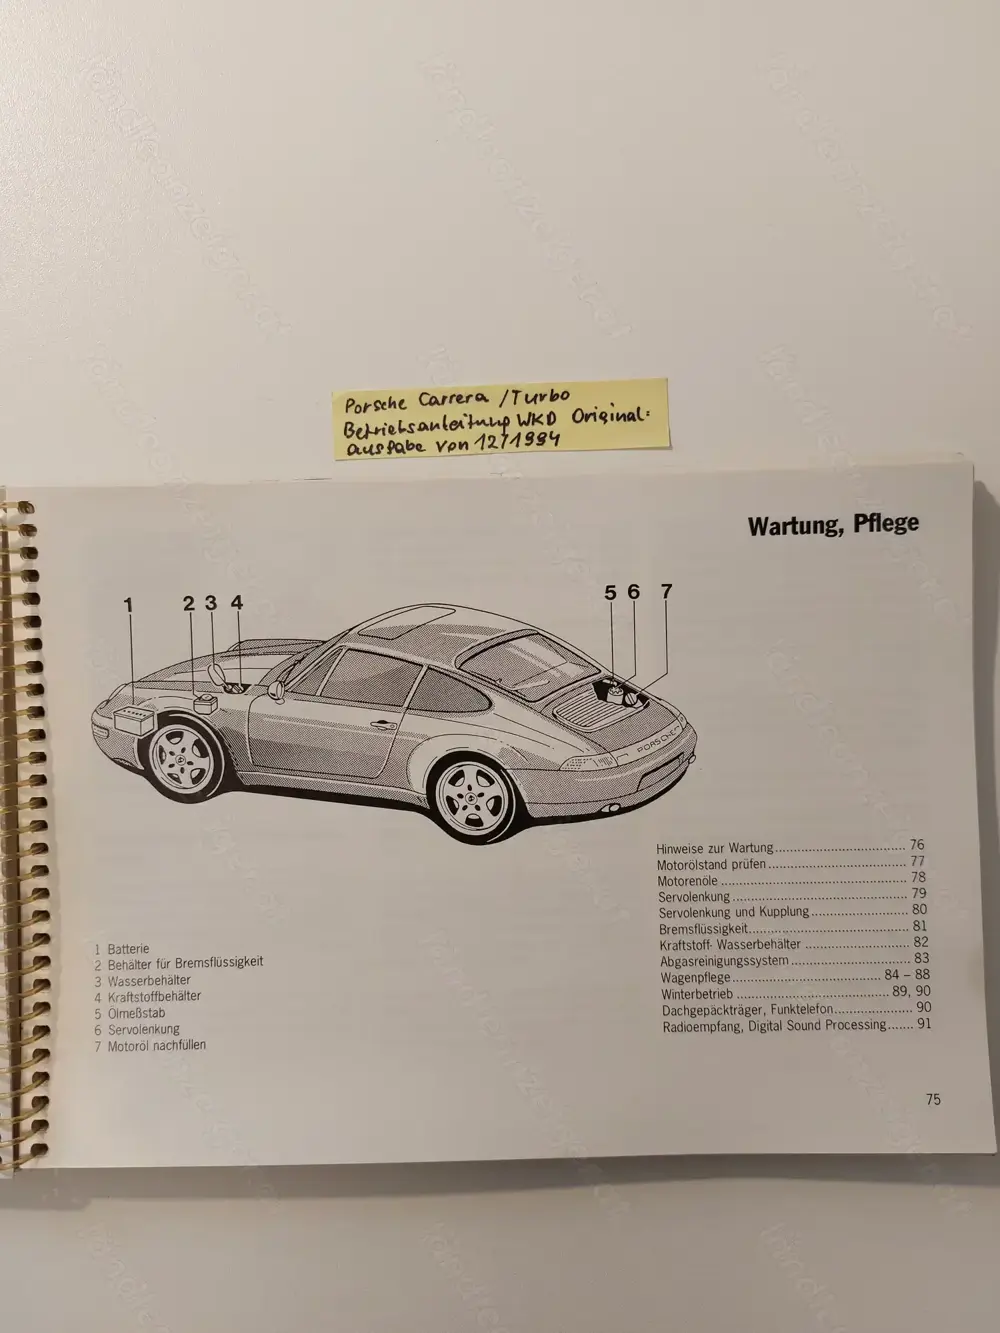 Porsche Carrera / Turbo
Betriebsanleitung WKD Original-
ausgabe von 12/1994
Wartung, Pflege
1 2 3 4 5 6 7
PORSCHE
1 Batterie
2 Behälter für Bremsflüssigkeit
3 Wasserbehälter
4 Kraftstoffbehälter
5 Ölmeßstab
6 Servolenkung
7 Motoröl nachfüllen
Hinweise zur Wartung 76
Motorölstand prüfen 77
Motorenöle 78
Servolenkung 79
Servolenkung und Kupplung 80
Bremsflüssigkeit 81
Kraftstoff- Wasserbehälter 82
Abgasreinigungssystem 83
Wagenpflege 84 – 88
Winterbetrieb 89, 90
Dachgepäckträger, Funktelefon 90
Radioempfang, Digital Sound Processing 91
75